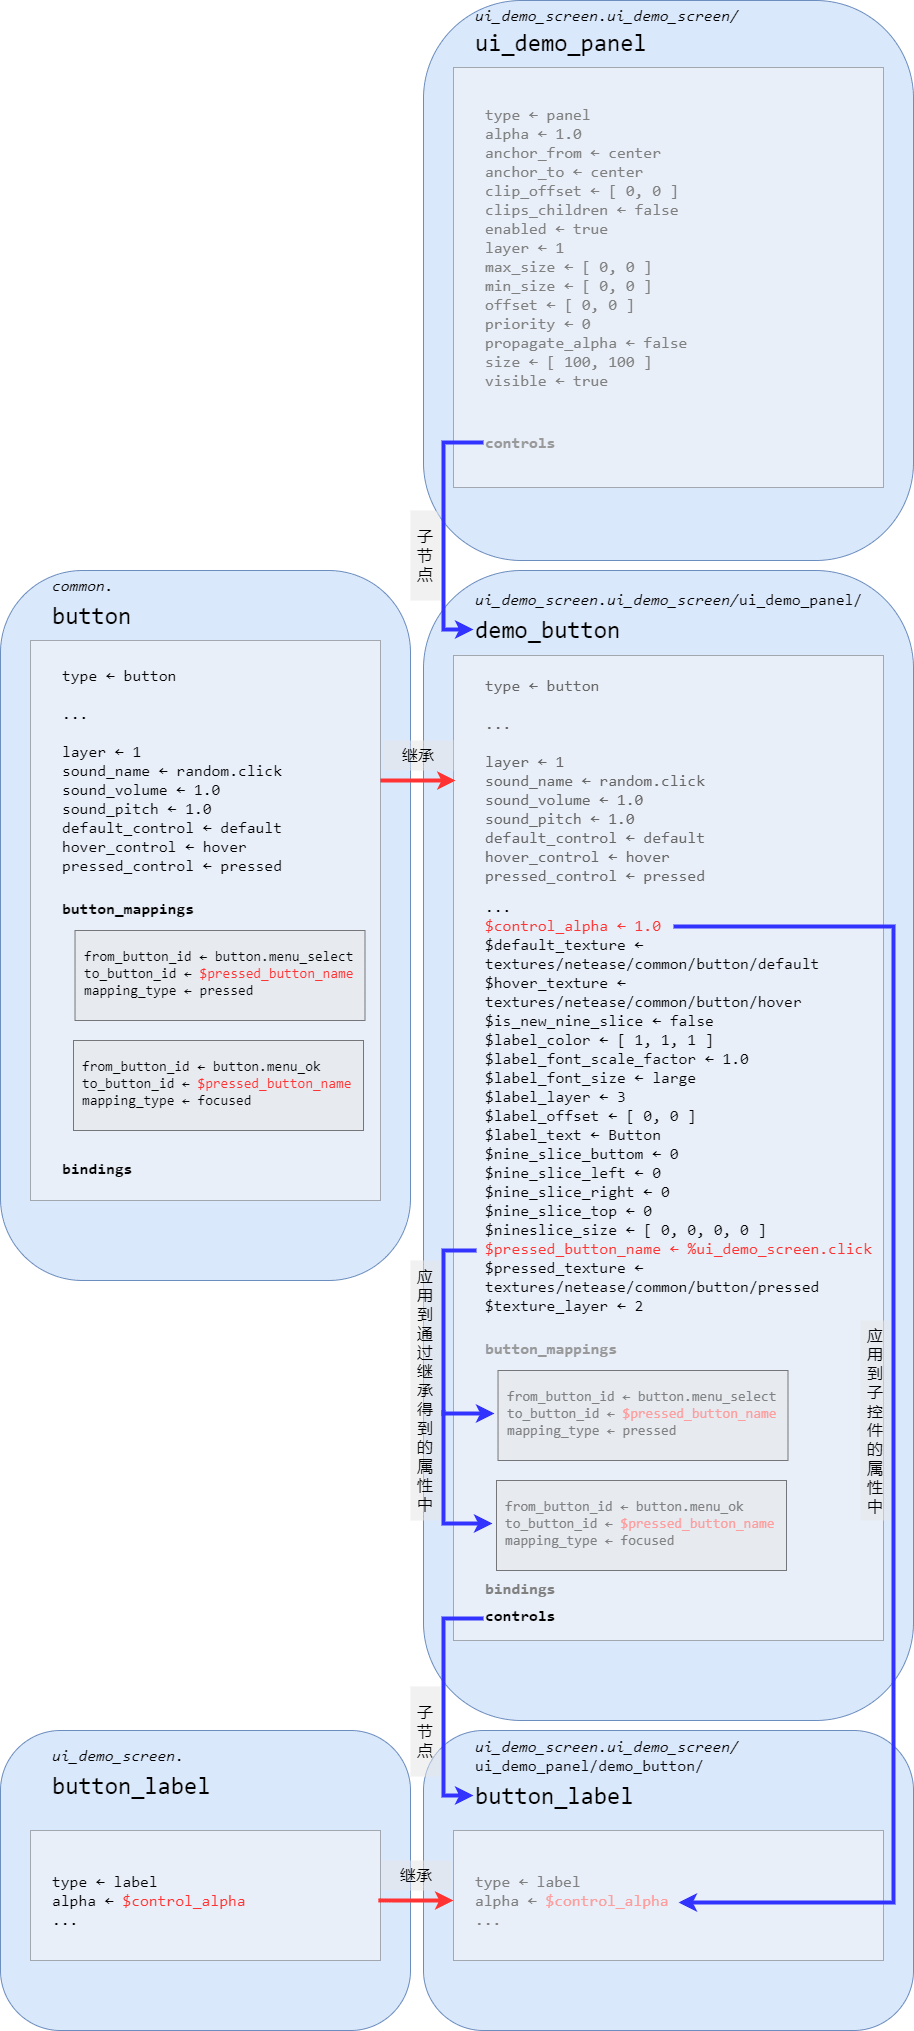 ui_demo_screen.ui_demo_screen/
ui_demo_panel
type ← panel
alpha ← 1.0
anchor_from ← center
anchor_to ← center
clip_offset ← [ 0, 0 ]
clips_children ← false
enabled ← true
layer ← 1
max_size ← [ 0, 0 ]
min_size ← [ 0, 0 ]
offset ← [ 0, 0 ]
priority ← 0
propagate_alpha ← false
size ← [ 100, 100 ]
visible ← true
controls
子节点
common.
button
type ← button
...
layer ← 1
sound_name ← random.click
sound_volume ← 1.0
sound_pitch ← 1.0
default_control ← default
hover_control ← hover
pressed_control ← pressed
button_mappings
from_button_id ← button.menu_select
to_button_id ← $pressed_button_name
mapping_type ← pressed
from_button_id ← button.menu_ok
to_button_id ← $pressed_button_name
mapping_type ← focused
bindings
继承
ui_demo_screen.ui_demo_screen/ui_demo_panel/
demo_button
type ← button
...
layer ← 1
sound_name ← random.click
sound_volume ← 1.0
sound_pitch ← 1.0
default_control ← default
hover_control ← hover
pressed_control ← pressed
...
$control_alpha ← 1.0
$default_texture ←
textures/netease/common/button/default
$hover_texture ←
textures/netease/common/button/hover
$is_new_nine_slice ← false
$label_color ← [ 1, 1, 1 ]
$label_font_scale_factor ← 1.0
$label_font_size ← large
$label_layer ← 3
$label_offset ← [ 0, 0 ]
$label_text ← Button
$nine_slice_buttom ← 0
$nine_slice_left ← 0
$nine_slice_right ← 0
$nine_slice_top ← 0
$nineslice_size ← [ 0, 0, 0, 0 ]
$pressed_button_name ← %ui_demo_screen.click
$pressed_texture ←
textures/netease/common/button/pressed
$texture_layer ← 2
应用到通过继承得到的属性中
应用到子控件的属性中
button_mappings
from_button_id ← button.menu_select
to_button_id ← $pressed_button_name
mapping_type ← pressed
from_button_id ← button.menu_ok
to_button_id ← $pressed_button_name
mapping_type ← focused
bindings
controls
子节点
ui_demo_screen.
button_label
type ← label
alpha ← $control_alpha
...
继承
ui_demo_screen.ui_demo_screen/
ui_demo_panel/demo_button/
button_label
type ← label
alpha ← $control_alpha
...